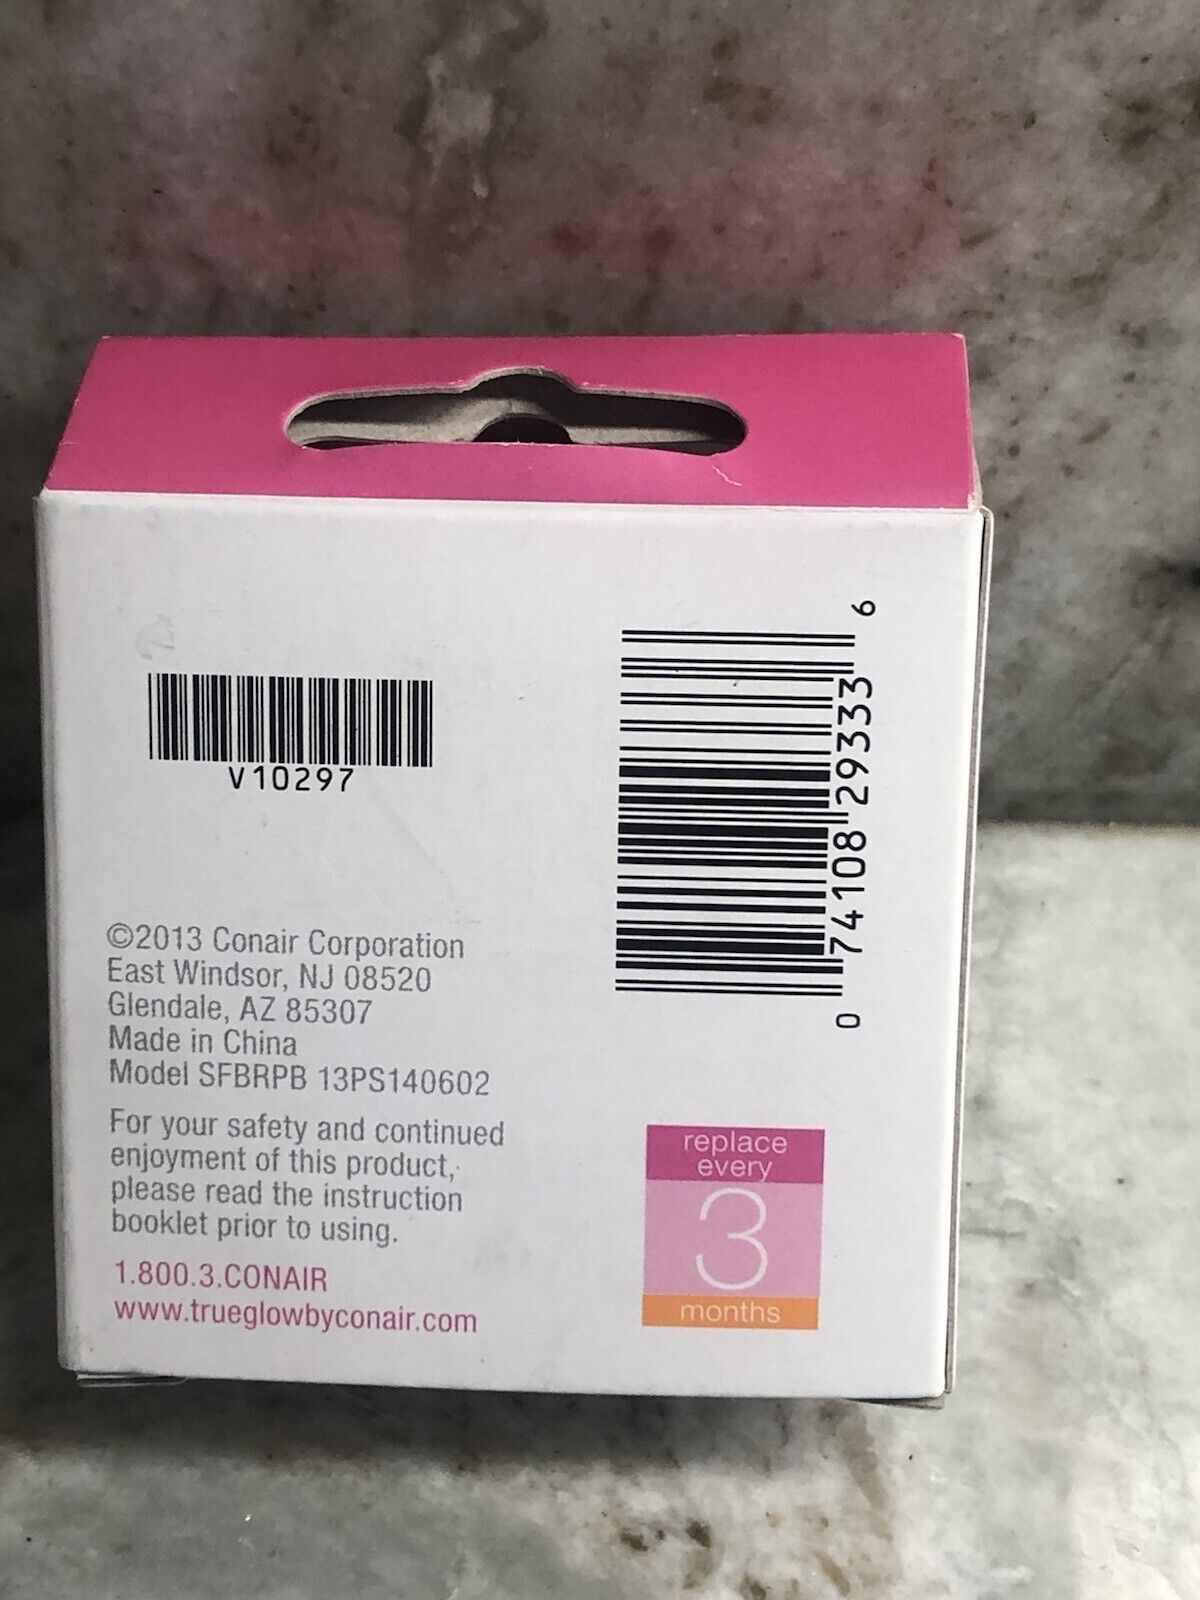 V10297
0 74108 29333 6
©2013 Conair Corporation
East Windsor, NJ 08520
Glendale, AZ 85307
Made in China
Model SFBRPB 13PS140602
For your safety and continued
enjoyment of this product,
please read the instruction
booklet prior to using.
1.800.3.CONAIR
www.trueglowbyconair.com
replace
every
3
months